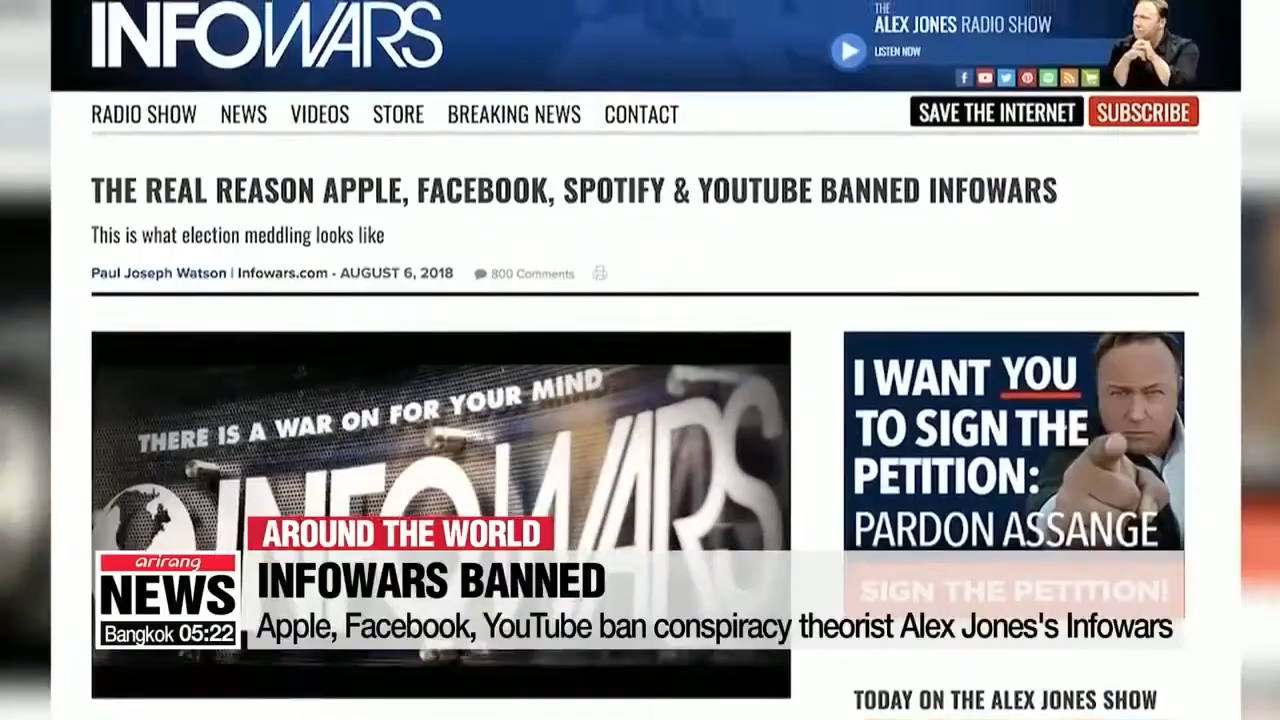 INFOWARS
THE
ALEX JONES RADIO SHOW
LISTEN NOW
RADIO SHOW NEWS VIDEOS STORE BREAKING NEWS CONTACT
SAVE THE INTERNET SUBSCRIBE
THE REAL REASON APPLE, FACEBOOK, SPOTIFY & YOUTUBE BANNED INFOWARS
This is what election meddling looks like
Paul Joseph Watson | Infowars.com - AUGUST 6, 2018 800 Comments
THERE IS A WAR ON FOR YOUR MIND
INFOWARS
I WANT YOU
TO SIGN THE
PETITION:
PARDON ASSANGE
SIGN THE PETITION!
AROUND THE WORLD
arirang
NEWS
Bangkok 05:22
INFOWARS BANNED
Apple, Facebook, YouTube ban conspiracy theorist Alex Jones's Infowars
TODAY ON THE ALEX JONES SHOW